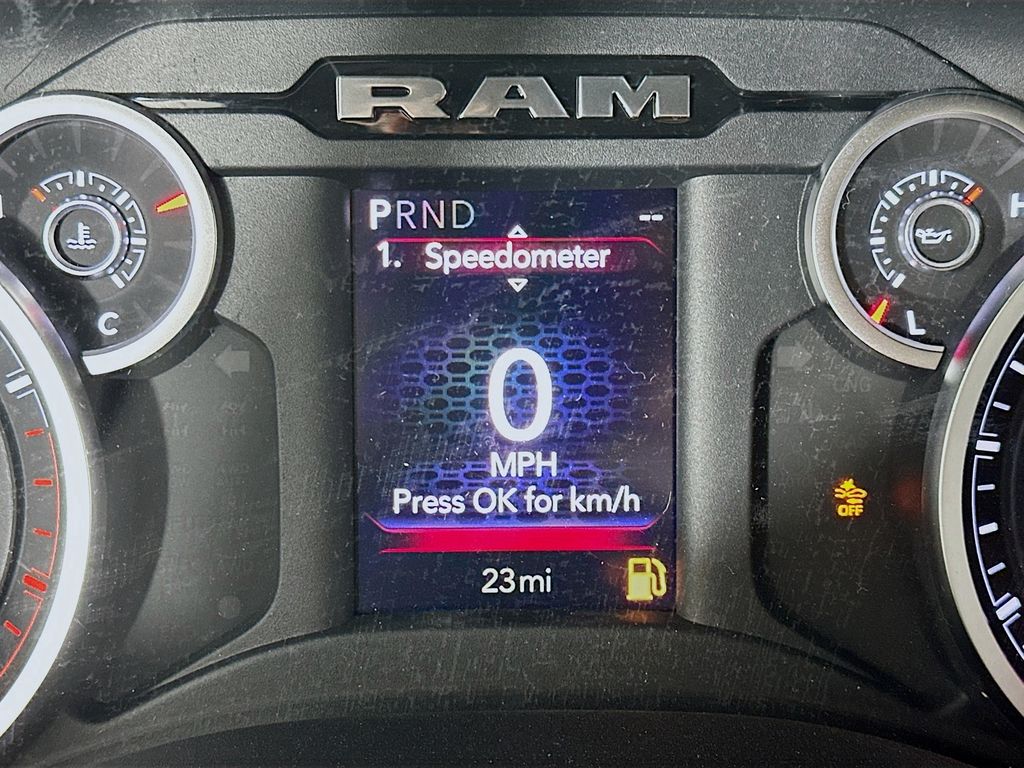 RAM
PRND --
1. Speedometer
C
H
L
0
MPH
Press OK for km/h
OFF
23mi